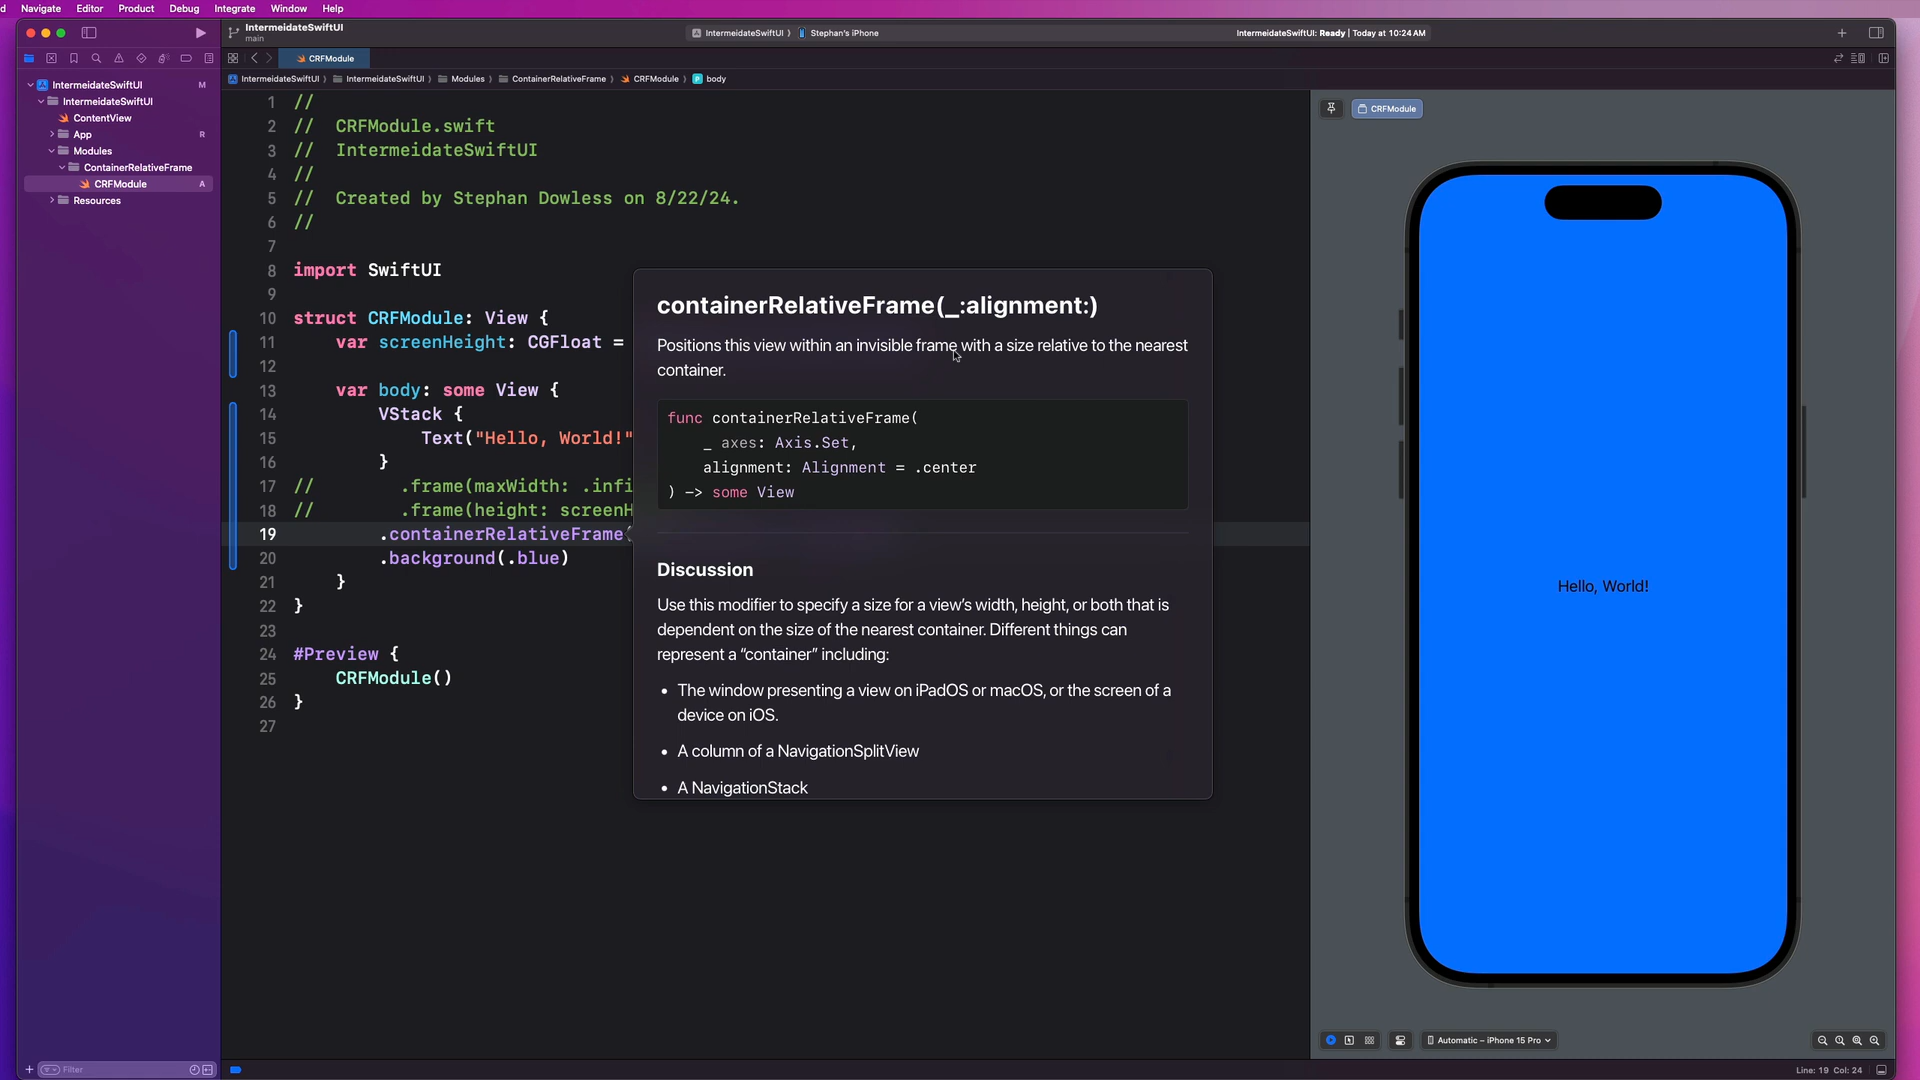 Navigate Editor Product Debug Integrate Window Help
IntermeidateSwiftUI
main
IntermeidateSwiftUI Stephan's iPhone
IntermeidateSwiftUI: Ready | Today at 10:24 AM
CRFModule
IntermeidateSwiftUI IntermeidateSwiftUI Modules ContainerRelativeFrame CRFModule body
IntermeidateSwiftUI M
IntermeidateSwiftUI
ContentView
App R
Modules
ContainerRelativeFrame
CRFModule A
Resources
Filter
1 //
2 // CRFModule.swift
3 // IntermeidateSwiftUI
4 //
5 // Created by Stephan Dowless on 8/22/24.
6 //
7
8 import SwiftUI
9
10 struct CRFModule: View {
11 var screenHeight: CGFloat =
12
13 var body: some View {
14 VStack {
15 Text("Hello, World!"
16 }
17 // .frame(maxWidth: .infi
18 // .frame(height: screenH
19 .containerRelativeFrame
20 .background(.blue)
21 }
22 }
23
24 #Preview {
25 CRFModule()
26 }
27
containerRelativeFrame(_:alignment:)
Positions this view within an invisible frame with a size relative to the nearest
container.
func containerRelativeFrame(
_ axes: Axis.Set,
alignment: Alignment = .center
) -> some View
Discussion
Use this modifier to specify a size for a view's width, height, or both that is
dependent on the size of the nearest container. Different things can
represent a "container" including:
• The window presenting a view on iPadOS or macOS, or the screen of a
device on iOS.
• A column of a NavigationSplitView
• A NavigationStack
CRFModule
Hello, World!
Automatic – iPhone 15 Pro
Line: 19 Col: 24